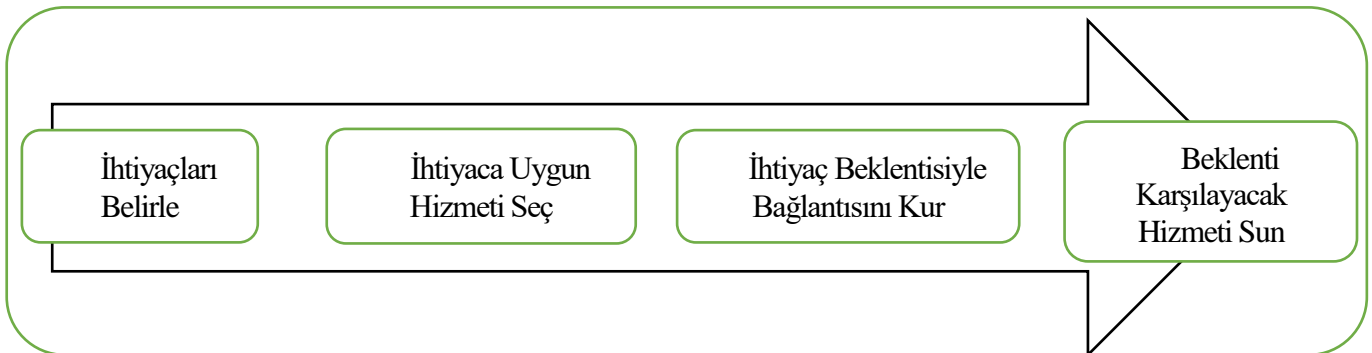 İhtiyaçları
Belirle
İhtiyaca Uygun
Hizmeti Seç
İhtiyaç Beklentisiyle
Bağlantısını Kur
Beklenti
Karşılayacak
Hizmeti Sun